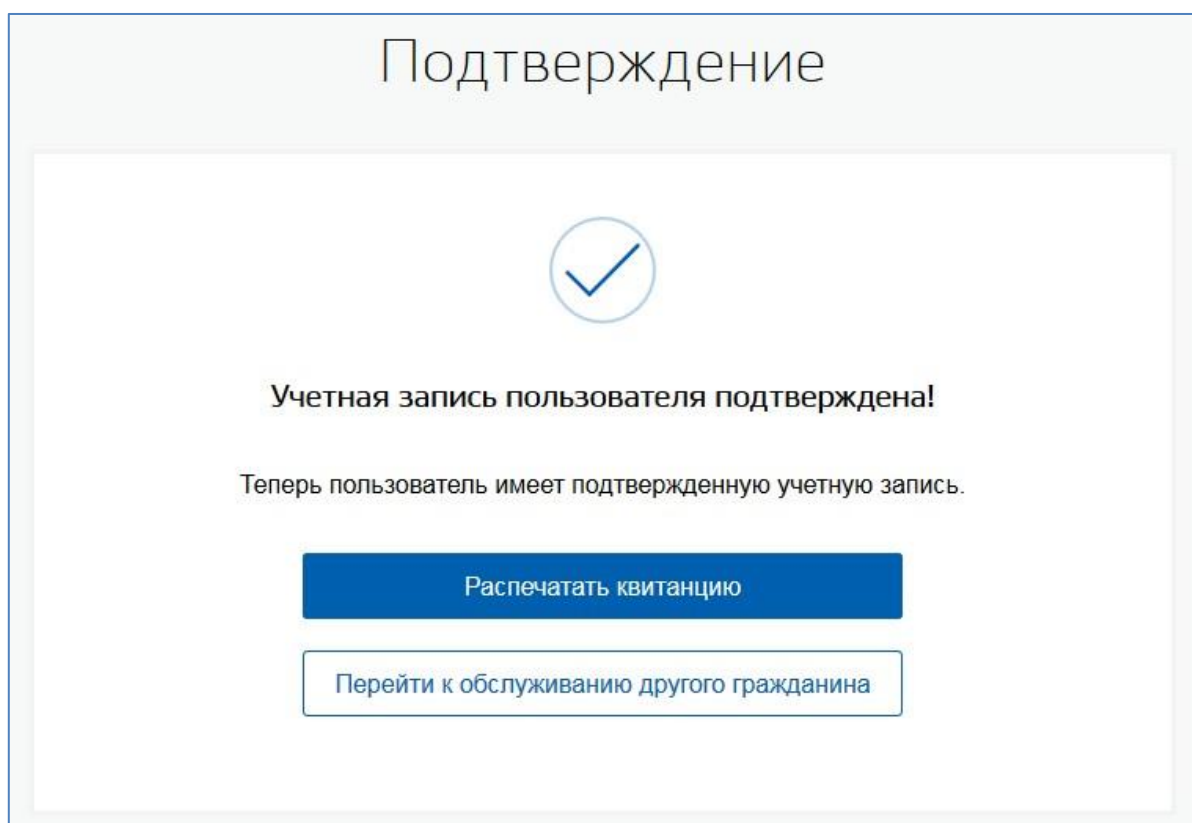 Подтверждение
Учетная запись пользователя подтверждена!
Теперь пользователь имеет подтвержденную учетную запись.
Распечатать квитанцию
Перейти к обслуживанию другого гражданина